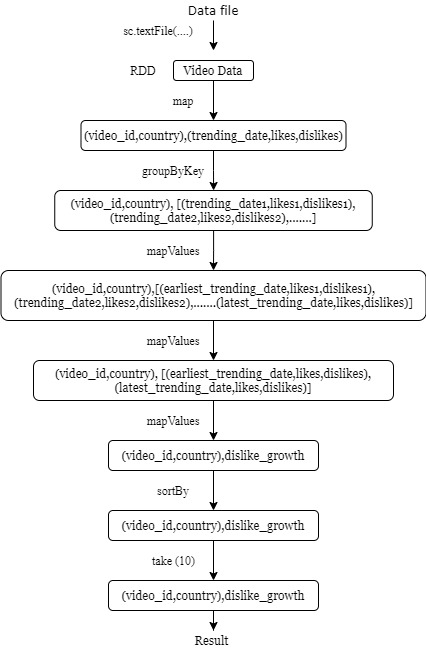 Data file
sc.textFile(....)
RDD
Video Data
map
(video_id,country),(trending_date,likes,dislikes)
groupByKey
(video_id,country), [(trending_date1,likes1,dislikes1),
(trending_date2,likes2,dislikes2),.......]
mapValues
(video_id,country),[(earliest_trending_date,likes1,dislikes1),
(trending_date2,likes2,dislikes2),.......(latest_trending_date,likes,dislikes)]
mapValues
(video_id,country), [(earliest_trending_date,likes,dislikes),
(latest_trending_date,likes,dislikes)]
mapValues
(video_id,country),dislike_growth
sortBy
(video_id,country),dislike_growth
take (10)
(video_id,country),dislike_growth
Result